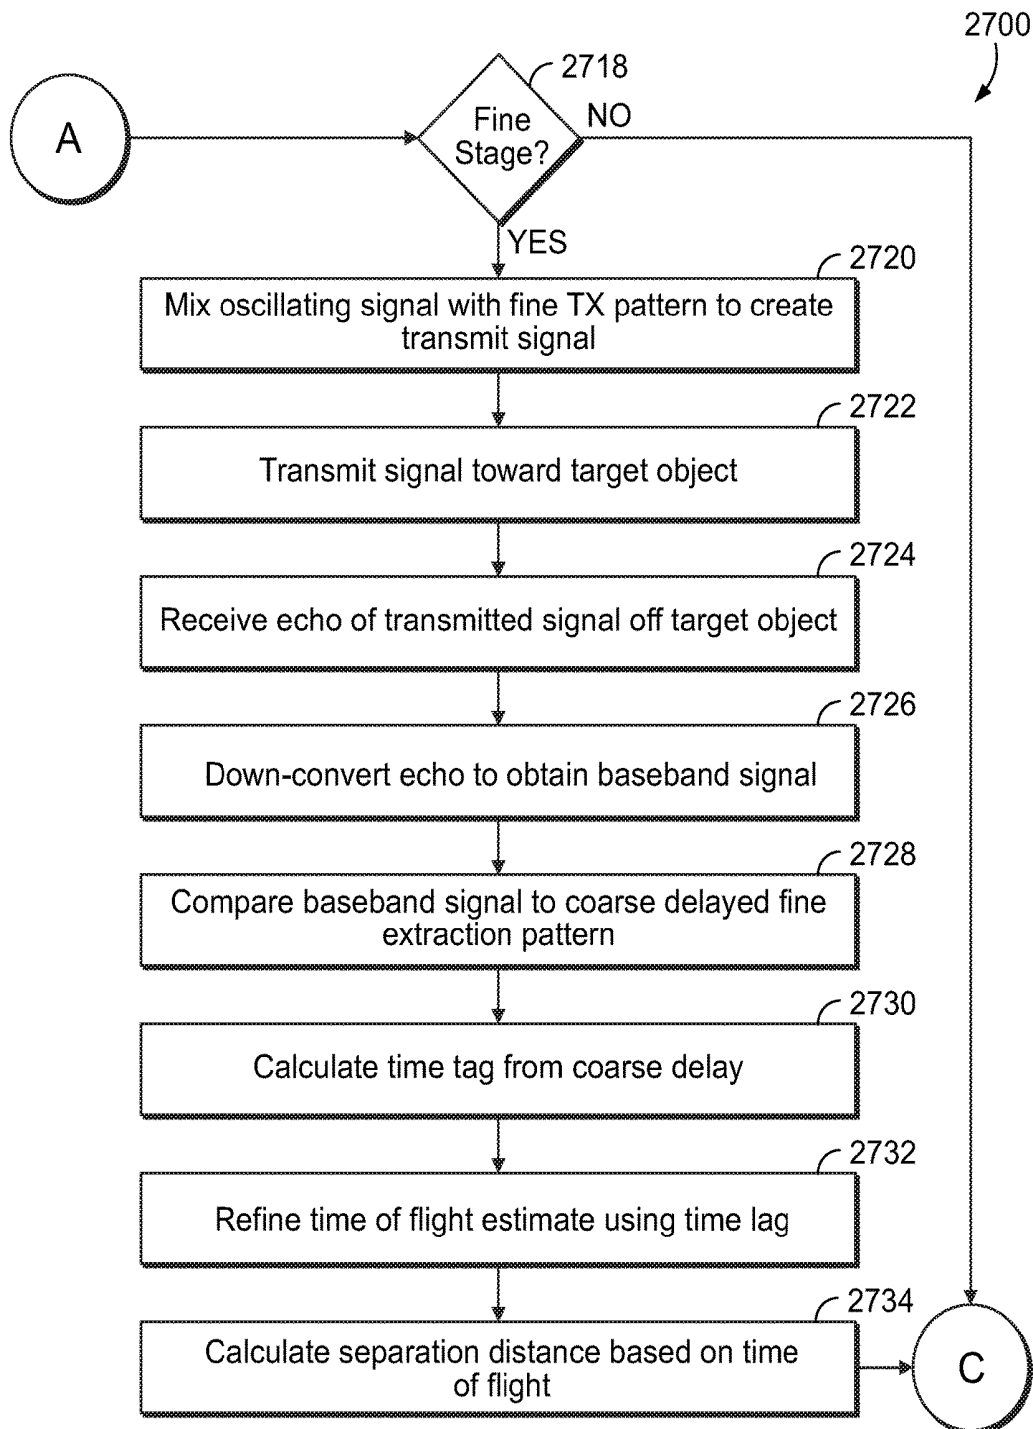 2700
A
2718
Fine
Stage?
NO
YES
2720
Mix oscillating signal with fine TX pattern to create
transmit signal
2722
Transmit signal toward target object
2724
Receive echo of transmitted signal off target object
2726
Down-convert echo to obtain baseband signal
2728
Compare baseband signal to coarse delayed fine
extraction pattern
2730
Calculate time tag from coarse delay
2732
Refine time of flight estimate using time lag
2734
Calculate separation distance based on time
of flight
C